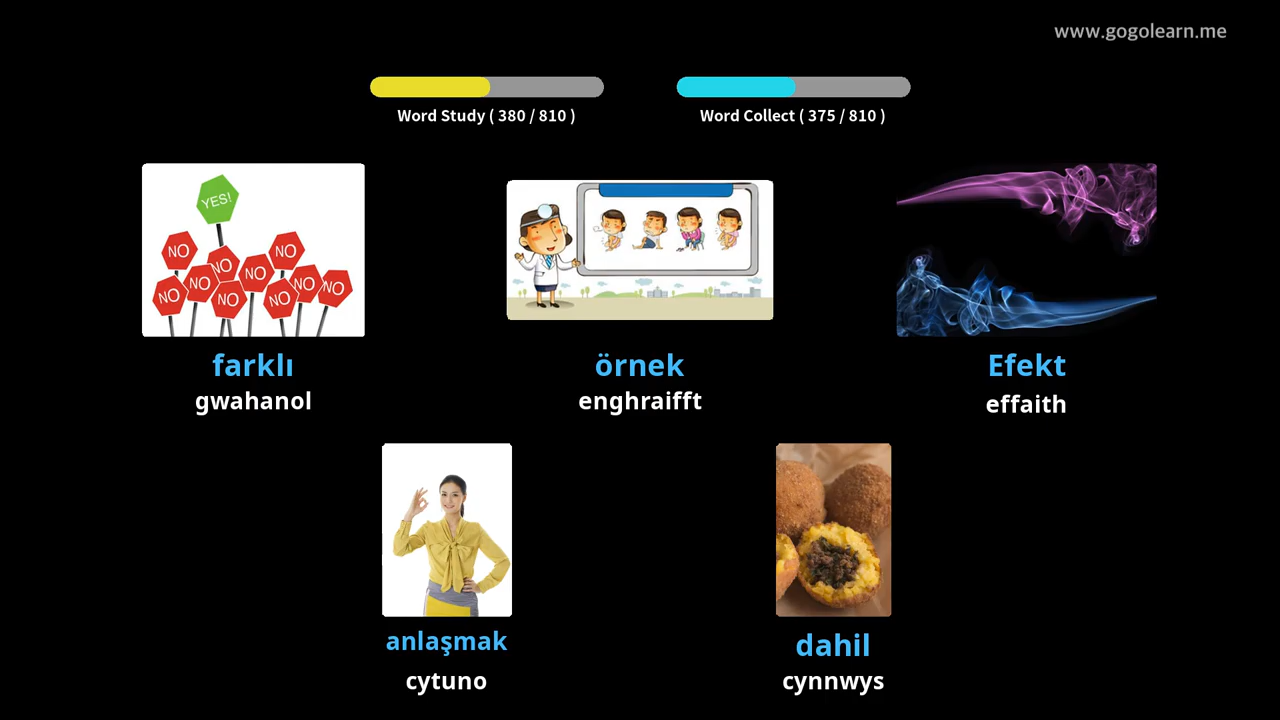 www.gogolearn.me
Word Study ( 380 / 810 )
Word Collect ( 375 / 810 )
YES!
NO
NO
NO
NO
NO
NO
NO
NO
NO
NO
farklı
gwahanol
örnek
enghraifft
Efekt
effaith
anlaşmak
cytuno
dahil
cynnwys